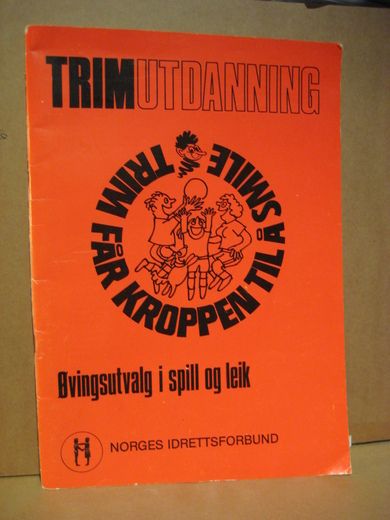 TRIMUTDANNING
TRIM FÅR KROPPEN TIL Å SMILE
Øvingsutvalg i spill og leik
NORGES IDRETTSFORBUND